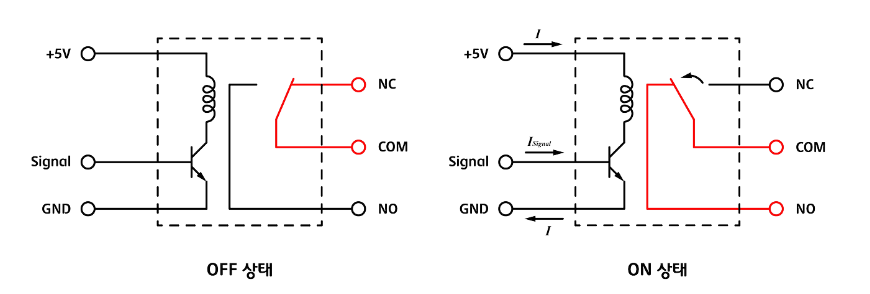 +5V
Signal
GND
NC
COM
NO
OFF 상태
I
+5V
I Signal
Signal
GND
I
NC
COM
NO
ON 상태